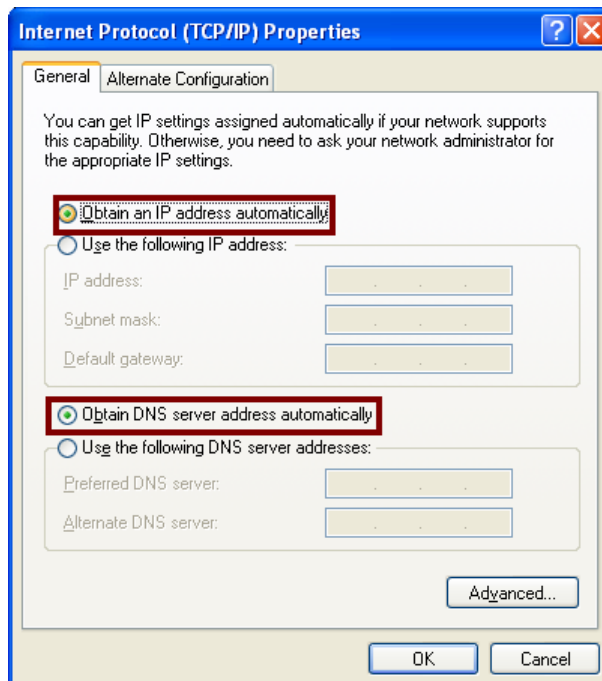 Internet Protocol (TCP/IP) Properties
General
Alternate Configuration
You can get IP settings assigned automatically if your network supports
this capability. Otherwise, you need to ask your network administrator for
the appropriate IP settings.
Obtain an IP address automatically
Use the following IP address:
IP address:
Subnet mask:
Default gateway:
Obtain DNS server address automatically
Use the following DNS server addresses:
Preferred DNS server:
Alternate DNS server:
Advanced...
OK
Cancel